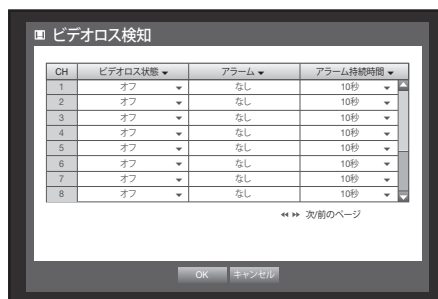 ビデオロス検知
CH ビデオロス状態 アラーム アラーム持続時間
1 オフ なし 10秒
2 オフ なし 10秒
3 オフ なし 10秒
4 オフ なし 10秒
5 オフ なし 10秒
6 オフ なし 10秒
7 オフ なし 10秒
8 オフ なし 10秒
次/前のページ
OK キャンセル